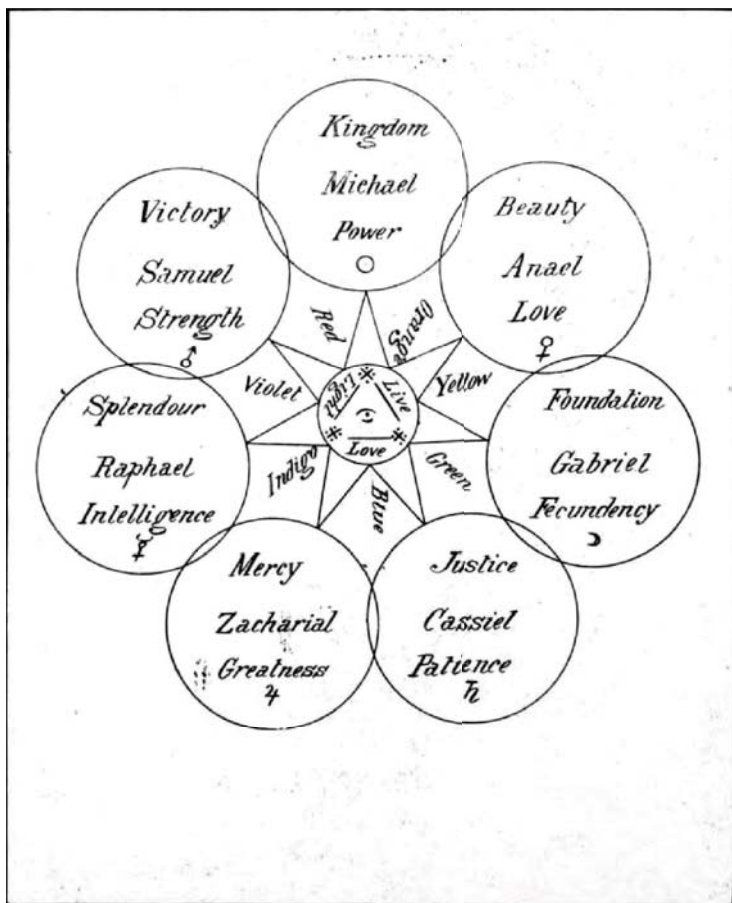 Kingdom
Michael
Power
Victory
Samuel
Strength
♂
Beauty
Anael
Love
♀
Splendour
Raphael
Intelligence
☿
Foundation
Gabriel
Fecundency
☽
Mercy
Zacharial
Greatness
♃
Justice
Cassiel
Patience
♄
Red
Orange
Yellow
Green
Blue
Indigo
Violet
Light
Live
Love